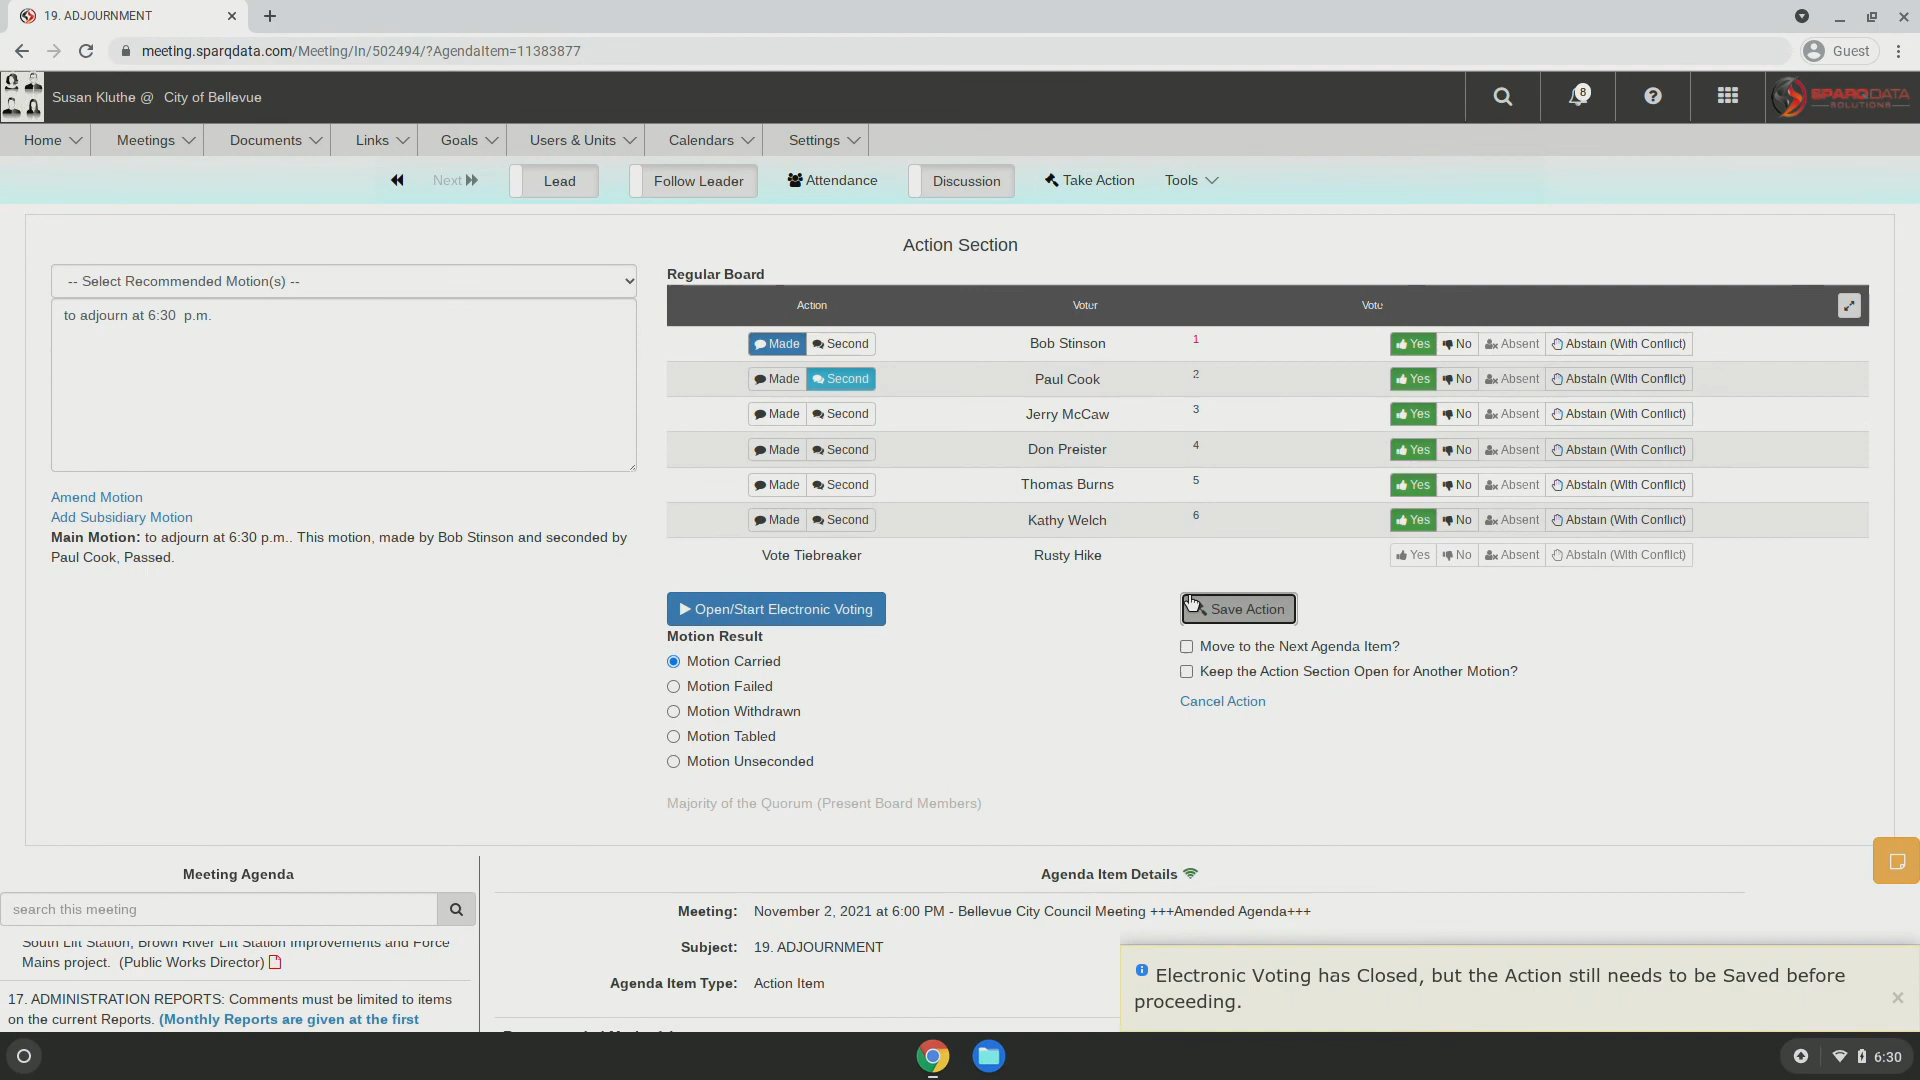 19. ADJOURNMENT
meeting.sparqdata.com/Meeting/In/502494/?AgendaItem=11383877
Guest
Susan Kluthe @ City of Bellevue
8
SPARQDATA
SOLUTIONS
Home Meetings Documents Links Goals Users & Units Calendars Settings
Next Lead Follow Leader Attendance Discussion Take Action Tools
Action Section
-- Select Recommended Motion(s) --
to adjourn at 6:30 p.m.
Amend Motion
Add Subsidiary Motion
Main Motion: to adjourn at 6:30 p.m.. This motion, made by Bob Stinson and seconded by
Paul Cook, Passed.
Regular Board
Action Voter Vote
Made Second Bob Stinson 1 Yes No Absent Abstain (With Conflict)
Made Second Paul Cook 2 Yes No Absent Abstain (With Conflict)
Made Second Jerry McCaw 3 Yes No Absent Abstain (With Conflict)
Made Second Don Preister 4 Yes No Absent Abstain (With Conflict)
Made Second Thomas Burns 5 Yes No Absent Abstain (With Conflict)
Made Second Kathy Welch 6 Yes No Absent Abstain (With Conflict)
Vote Tiebreaker Rusty Hike Yes No Absent Abstain (With Conflict)
Open/Start Electronic Voting
Motion Result
Motion Carried
Motion Failed
Motion Withdrawn
Motion Tabled
Motion Unseconded
Majority of the Quorum (Present Board Members)
Save Action
Move to the Next Agenda Item?
Keep the Action Section Open for Another Motion?
Cancel Action
Meeting Agenda
search this meeting
South Lift Station, Brown River Lift Station Improvements and Force
Mains project. (Public Works Director)
17. ADMINISTRATION REPORTS: Comments must be limited to items
on the current Reports. (Monthly Reports are given at the first
Agenda Item Details
Meeting: November 2, 2021 at 6:00 PM - Bellevue City Council Meeting +++Amended Agenda+++
Subject: 19. ADJOURNMENT
Agenda Item Type: Action Item
Electronic Voting has Closed, but the Action still needs to be Saved before
proceeding.
6:30